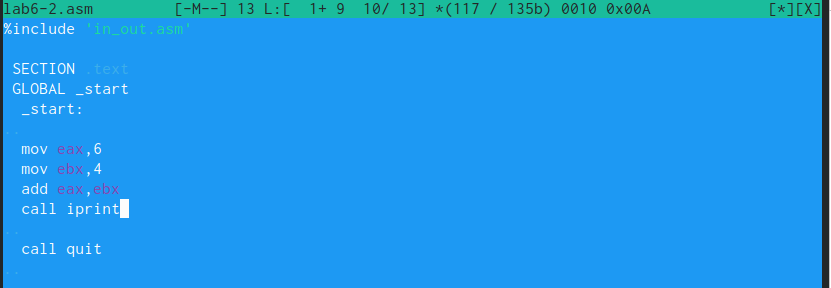 lab6-2.asm [-M--] 13 L:[ 1+ 9 10/ 13] *(117 / 135b) 0010 0x00A [*][X]
%include 'in_out.asm'
SECTION .text
GLOBAL _start
_start:
..
mov eax,6
mov ebx,4
add eax,ebx
call iprint
..
call quit
..